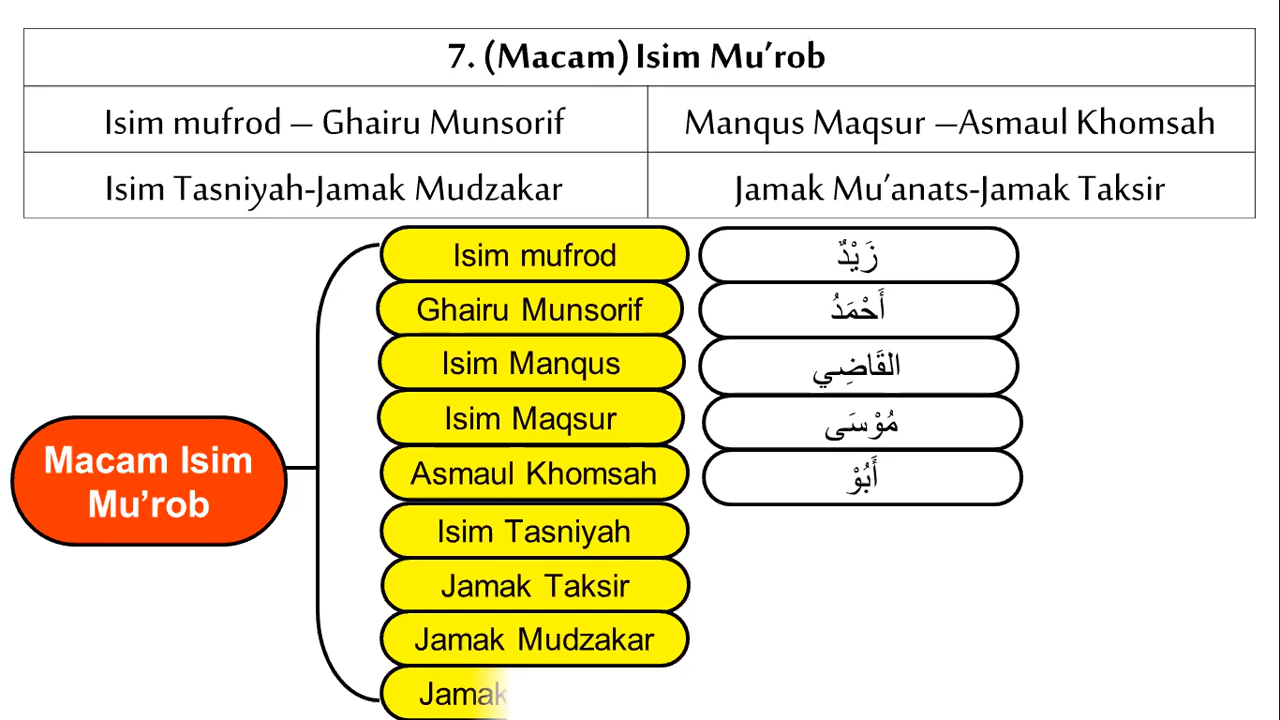 7. (Macam) Isim Mu’rob
Isim mufrod – Ghairu Munsorif
Manqus Maqsur –Asmaul Khomsah
Isim Tasniyah-Jamak Mudzakar
Jamak Mu’anats-Jamak Taksir
Macam Isim
Mu’rob
Isim mufrod
زَيْدٌ
Ghairu Munsorif
أَحْمَدُ
Isim Manqus
القَاضِي
Isim Maqsur
مُوْسَى
Asmaul Khomsah
أَبُوْ
Isim Tasniyah
Jamak Taksir
Jamak Mudzakar
Jamak